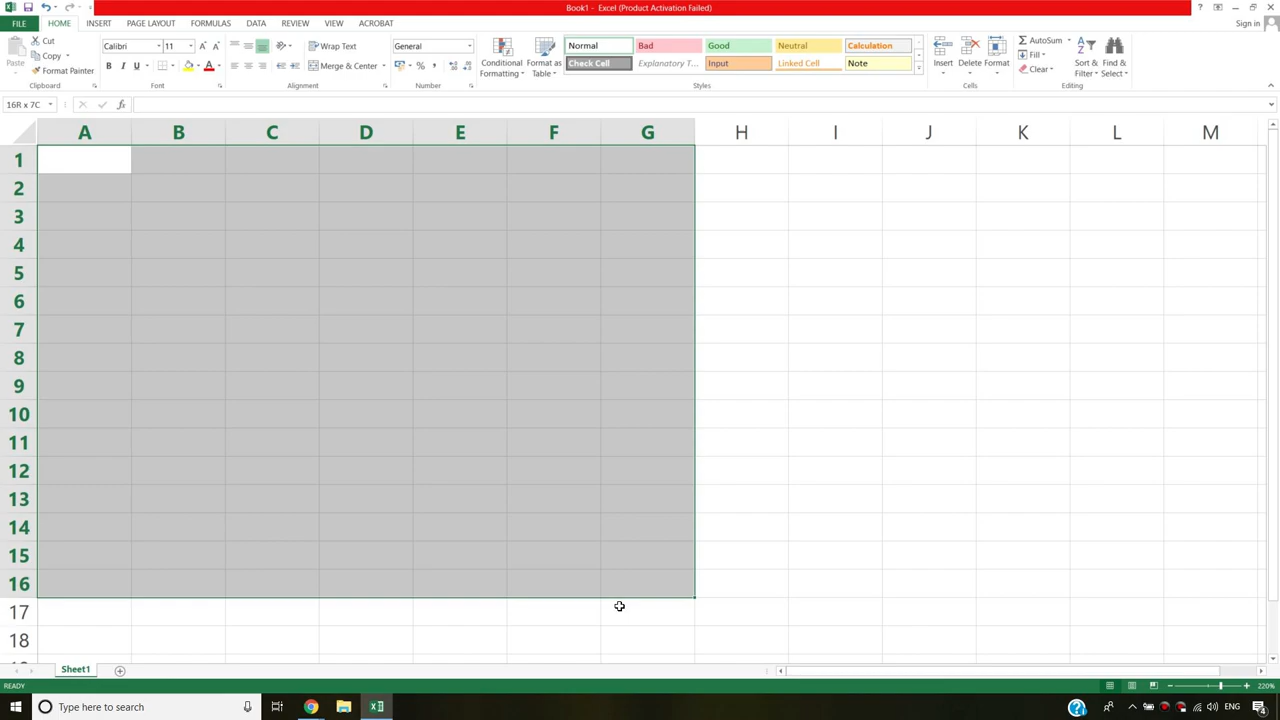 Book1 - Excel (Product Activation Failed)
FILE HOME INSERT PAGE LAYOUT FORMULAS DATA REVIEW VIEW ACROBAT Sign in
Paste Cut Copy Format Painter Clipboard
Calibri 11 B I U A Font
Wrap Text Merge & Center Alignment
General % , Number
Conditional Formatting Format as Table
Normal Bad Good Neutral Calculation
Check Cell Explanatory T... Input Linked Cell Note
Styles
Insert Delete Format Cells
AutoSum Fill Clear Sort & Filter Find & Select Editing
16R x 7C fx
A B C D E F G H I J K L M
1
2
3
4
5
6
7
8
9
10
11
12
13
14
15
16
17
18
Sheet1
READY 220%
Type here to search ENG